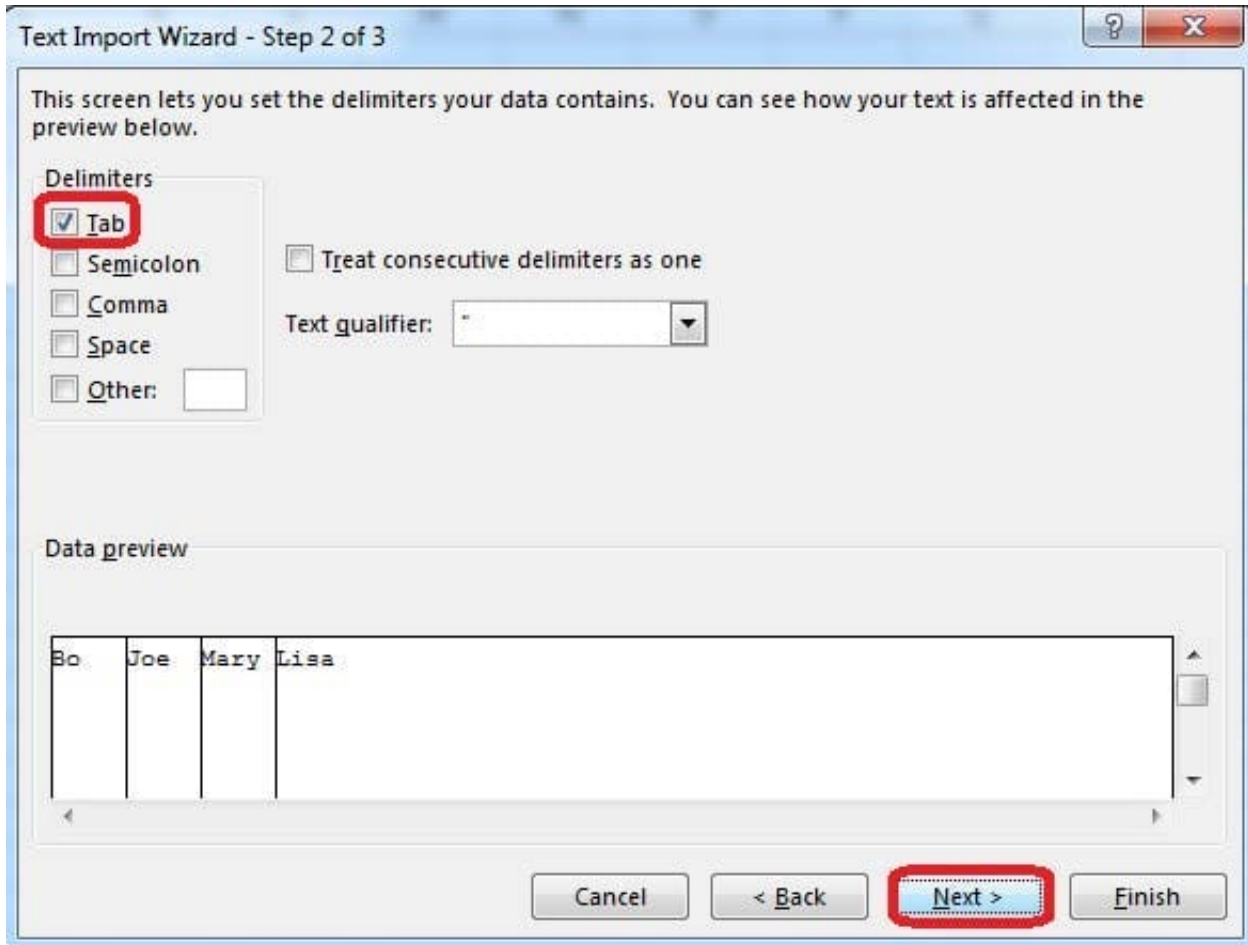 Text Import Wizard - Step 2 of 3
This screen lets you set the delimiters your data contains.  You can see how your text is affected in the
preview below.
Delimiters
Tab
Semicolon
Comma
Space
Other:
Treat consecutive delimiters as one
Text qualifier: "
Data preview
Bo Joe Mary Lisa
Cancel < Back Next > Finish